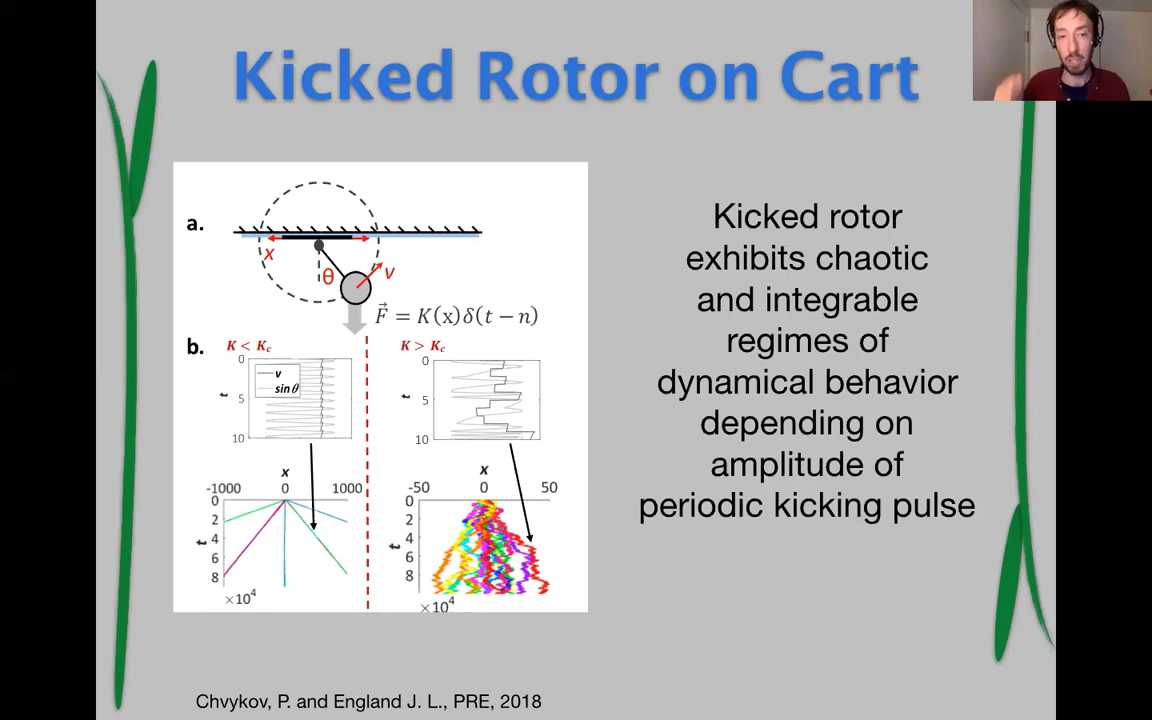 Kicked Rotor on Cart
a.
x
θ
v
F⃗ = K(x)δ(t − n)
b.
K < Kc
K > Kc
0
v
sin θ
t
5
10
0
t
5
10
x
-1000 0 1000
0
2
4
t
6
8
×10⁴
x
-50 0 50
0
2
4
t
6
8
×10⁴
Kicked rotor
exhibits chaotic
and integrable
regimes of
dynamical behavior
depending on
amplitude of
periodic kicking pulse
Chvykov, P. and England J. L., PRE, 2018